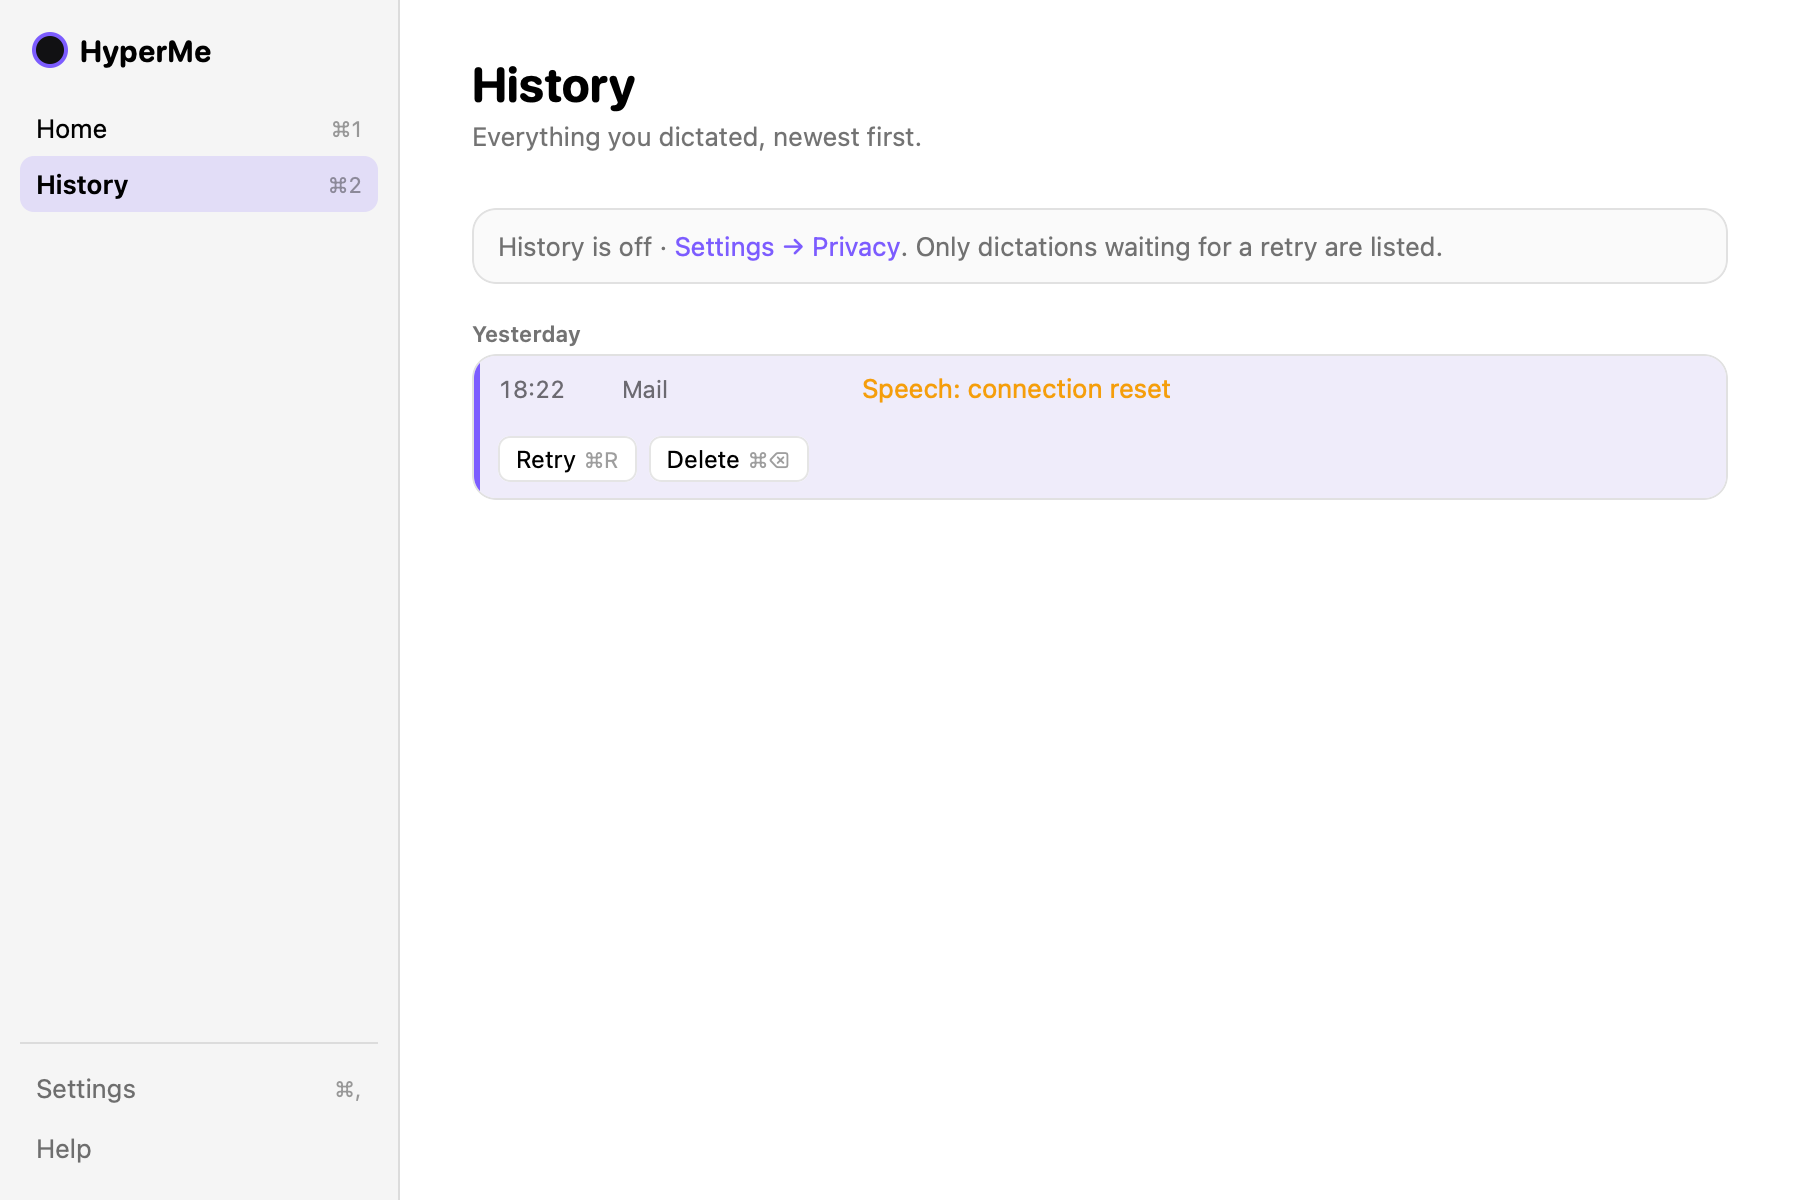 HyperMe
Home ⌘1
History ⌘2
Settings ⌘,
Help
History
Everything you dictated, newest first.
History is off · Settings → Privacy. Only dictations waiting for a retry are listed.
Yesterday
18:22 Mail Speech: connection reset
Retry ⌘R Delete ⌘⌫